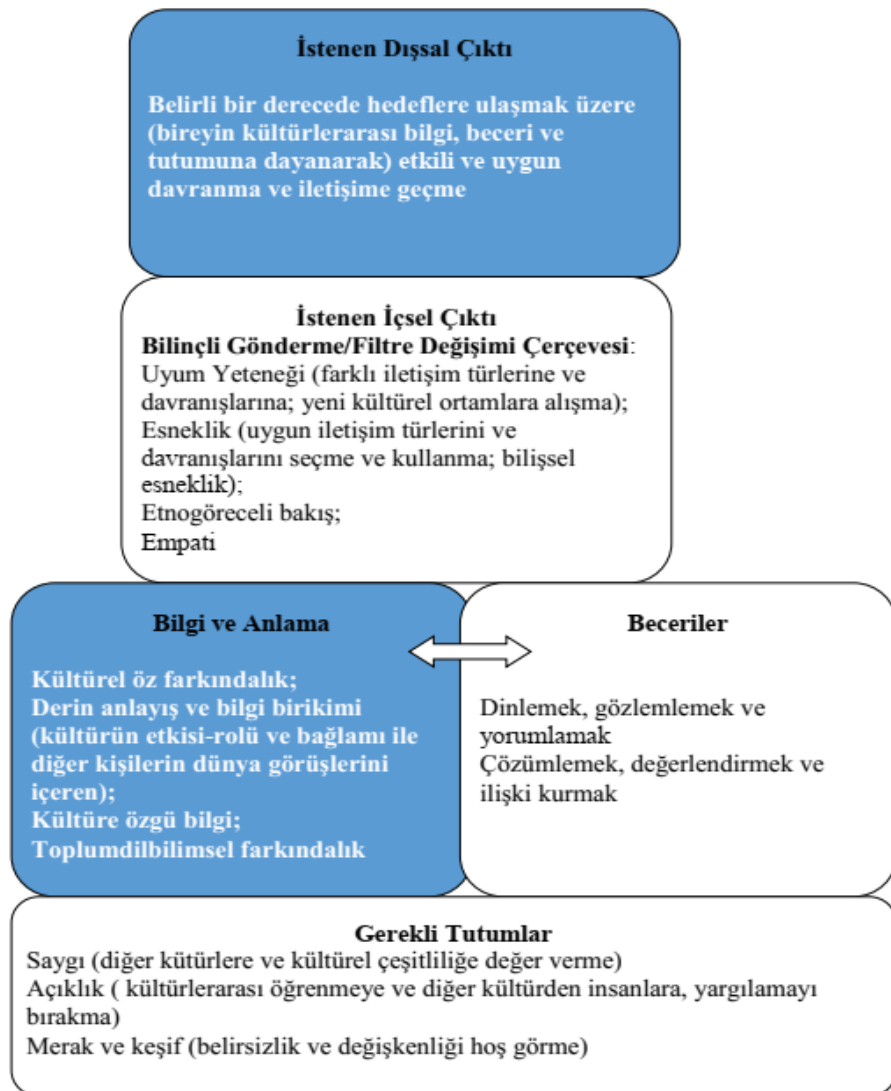 İstenen Dışsal Çıktı
Belirli bir derecede hedeflere ulaşmak üzere
(bireyin kültürlerarası bilgi, beceri ve
tutumuna dayanarak) etkili ve uygun
davranma ve iletişime geçme
İstenen İçsel Çıktı
Bilinçli Gönderme/Filtre Değişimi Çerçevesi:
Uyum Yeteneği (farklı iletişim türlerine ve
davranışlarına; yeni kültürel ortamlara alışma);
Esneklik (uygun iletişim türlerini ve
davranışlarını seçme ve kullanma; bilişsel
esneklik);
Etnogöreceli bakış;
Empati
Bilgi ve Anlama
Kültürel öz farkındalık;
Derin anlayış ve bilgi birikimi
(kültürün etkisi-rolü ve bağlamı ile
diğer kişilerin dünya görüşlerini
içeren);
Kültüre özgü bilgi;
Toplumdilbilimsel farkındalık
Beceriler
Dinlemek, gözlemlemek ve
yorumlamak
Çözümlemek, değerlendirmek ve
ilişki kurmak
Gerekli Tutumlar
Saygı (diğer kütürlere ve kültürel çeşitliliğe değer verme)
Açıklık ( kültürlerarası öğrenmeye ve diğer kültürden insanlara, yargılamayı
bırakma)
Merak ve keşif (belirsizlik ve değişkenliği hoş görme)